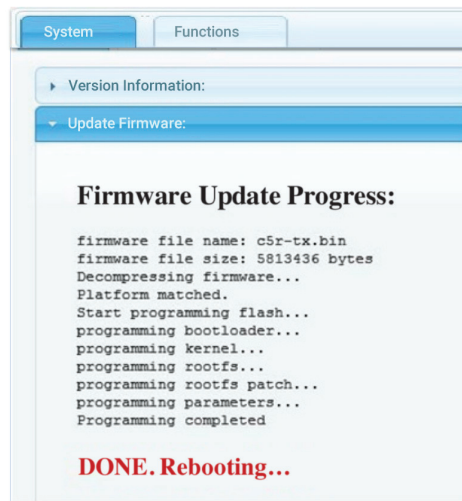 System
Functions
Version Information:
Update Firmware:
Firmware Update Progress:
firmware file name: c5r-tx.bin
firmware file size: 5813436 bytes
Decompressing firmware...
Platform matched.
Start programming flash...
programming bootloader...
programming kernel...
programming rootfs...
programming rootfs patch...
programming parameters...
Programming completed
DONE. Rebooting...